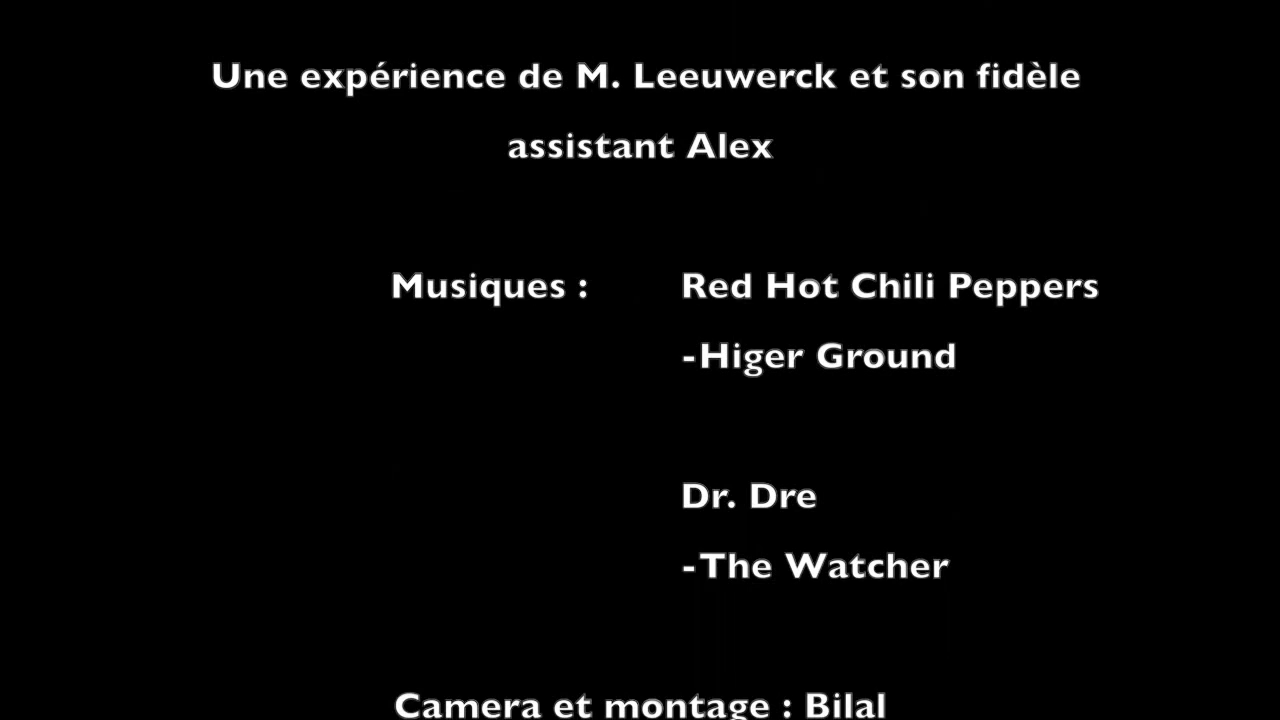 Une expérience de M. Leeuwerck et son fidèle
assistant Alex
Musiques : Red Hot Chili Peppers
-Higer Ground
Dr. Dre
-The Watcher
Camera et montage : Bilal